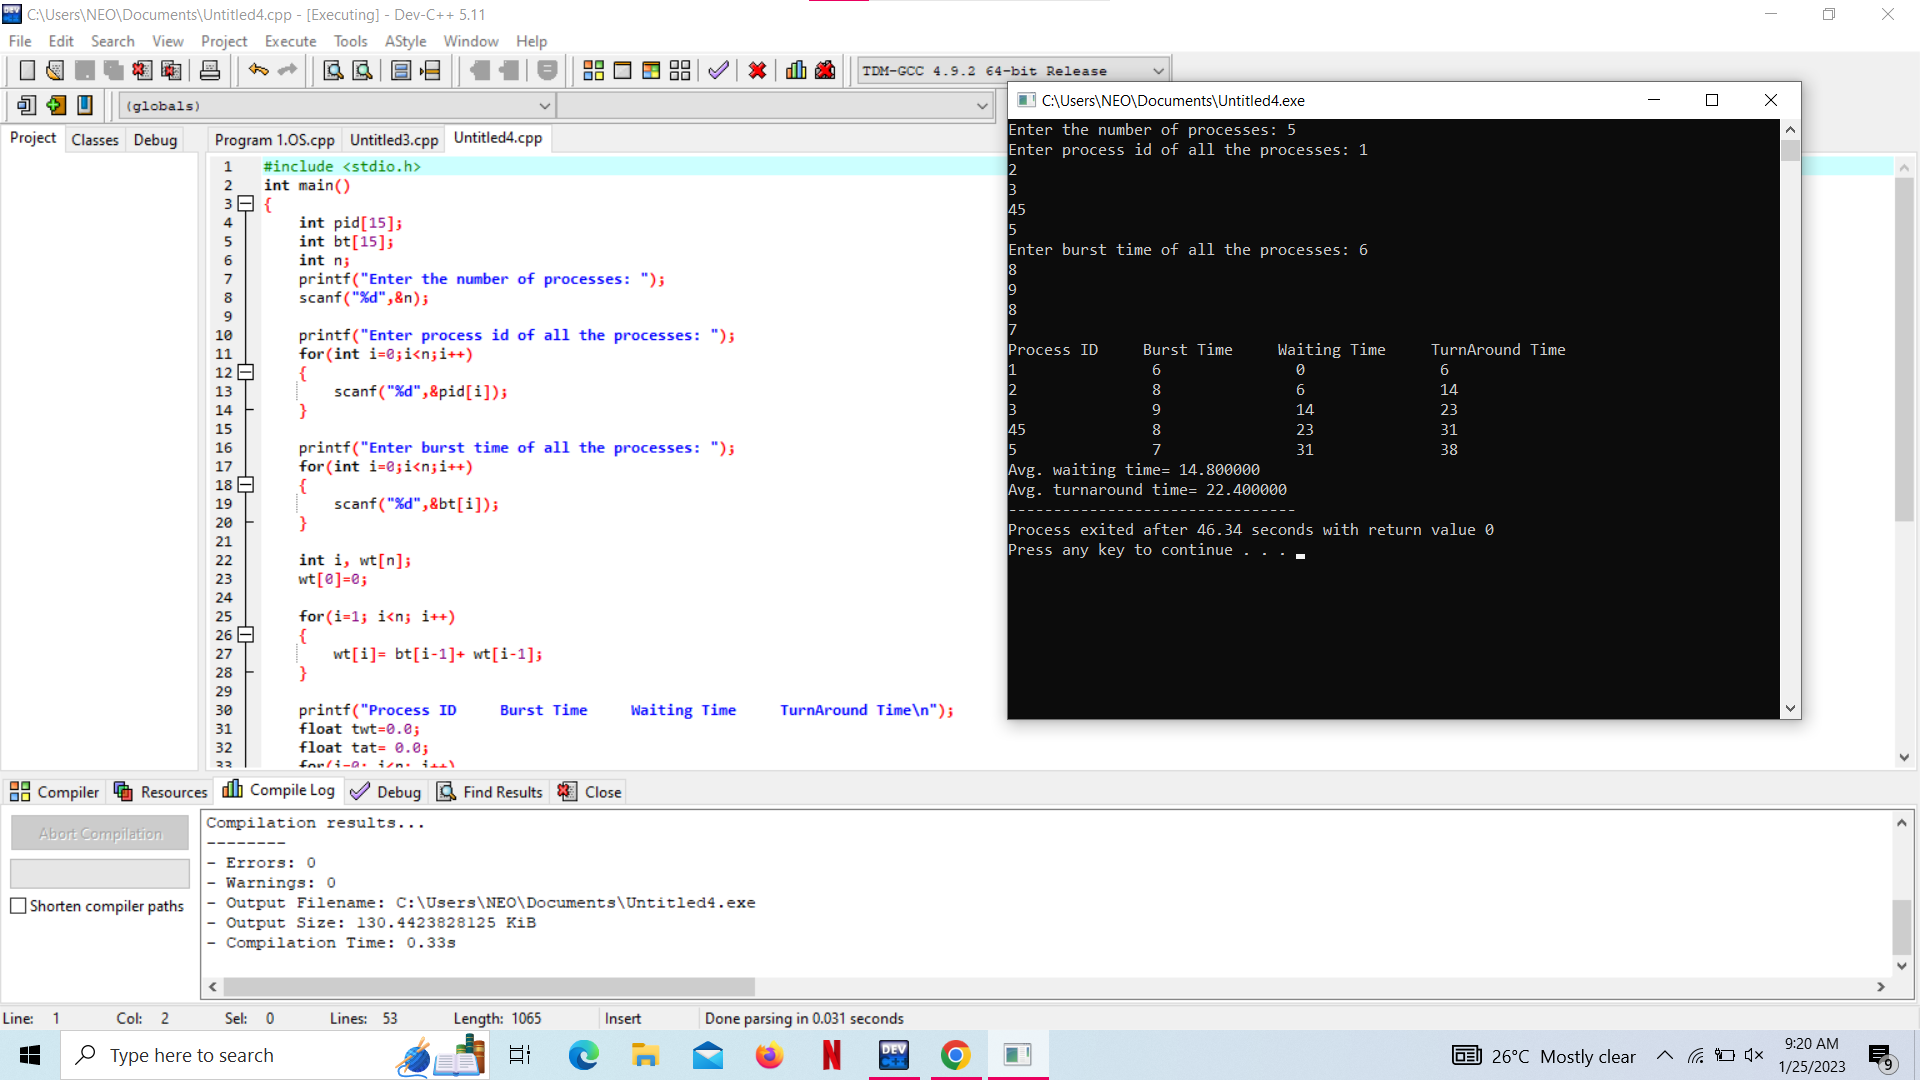 C:\Users\NEO\Documents\Untitled4.cpp - [Executing] - Dev-C++ 5.11
File Edit Search View Project Execute Tools AStyle Window Help
TDM-GCC 4.9.2 64-bit Release
(globals)
Project Classes Debug
Program 1.OS.cpp Untitled3.cpp Untitled4.cpp
1 #include <stdio.h>
2 int main()
3 {
4 int pid[15];
5 int bt[15];
6 int n;
7 printf("Enter the number of processes: ");
8 scanf("%d",&n);
9
10 printf("Enter process id of all the processes: ");
11 for(int i=0;i<n;i++)
12 {
13 scanf("%d",&pid[i]);
14 }
15
16 printf("Enter burst time of all the processes: ");
17 for(int i=0;i<n;i++)
18 {
19 scanf("%d",&bt[i]);
20 }
21
22 int i, wt[n];
23 wt[0]=0;
24
25 for(i=1; i<n; i++)
26 {
27 wt[i]= bt[i-1]+ wt[i-1];
28 }
29
30 printf("Process ID     Burst Time     Waiting Time     TurnAround Time\n");
31 float twt=0.0;
32 float tat= 0.0;
33 for(i=0; i<n; i++)
C:\Users\NEO\Documents\Untitled4.exe
Enter the number of processes: 5
Enter process id of all the processes: 1
2
3
45
5
Enter burst time of all the processes: 6
8
9
8
7
Process ID     Burst Time     Waiting Time     TurnAround Time
1 6 0 6
2 8 6 14
3 9 14 23
45 8 23 31
5 7 31 38
Avg. waiting time= 14.800000
Avg. turnaround time= 22.400000
--------------------------------
Process exited after 46.34 seconds with return value 0
Press any key to continue . . .
Compiler Resources Compile Log Debug Find Results Close
Abort Compilation
Shorten compiler paths
Compilation results...
--------
- Errors: 0
- Warnings: 0
- Output Filename: C:\Users\NEO\Documents\Untitled4.exe
- Output Size: 130.4423828125 KiB
- Compilation Time: 0.33s
Line: 1 Col: 2 Sel: 0 Lines: 53 Length: 1065 Insert Done parsing in 0.031 seconds
Type here to search
DEV C++
26°C Mostly clear
9:20 AM
1/25/2023
9